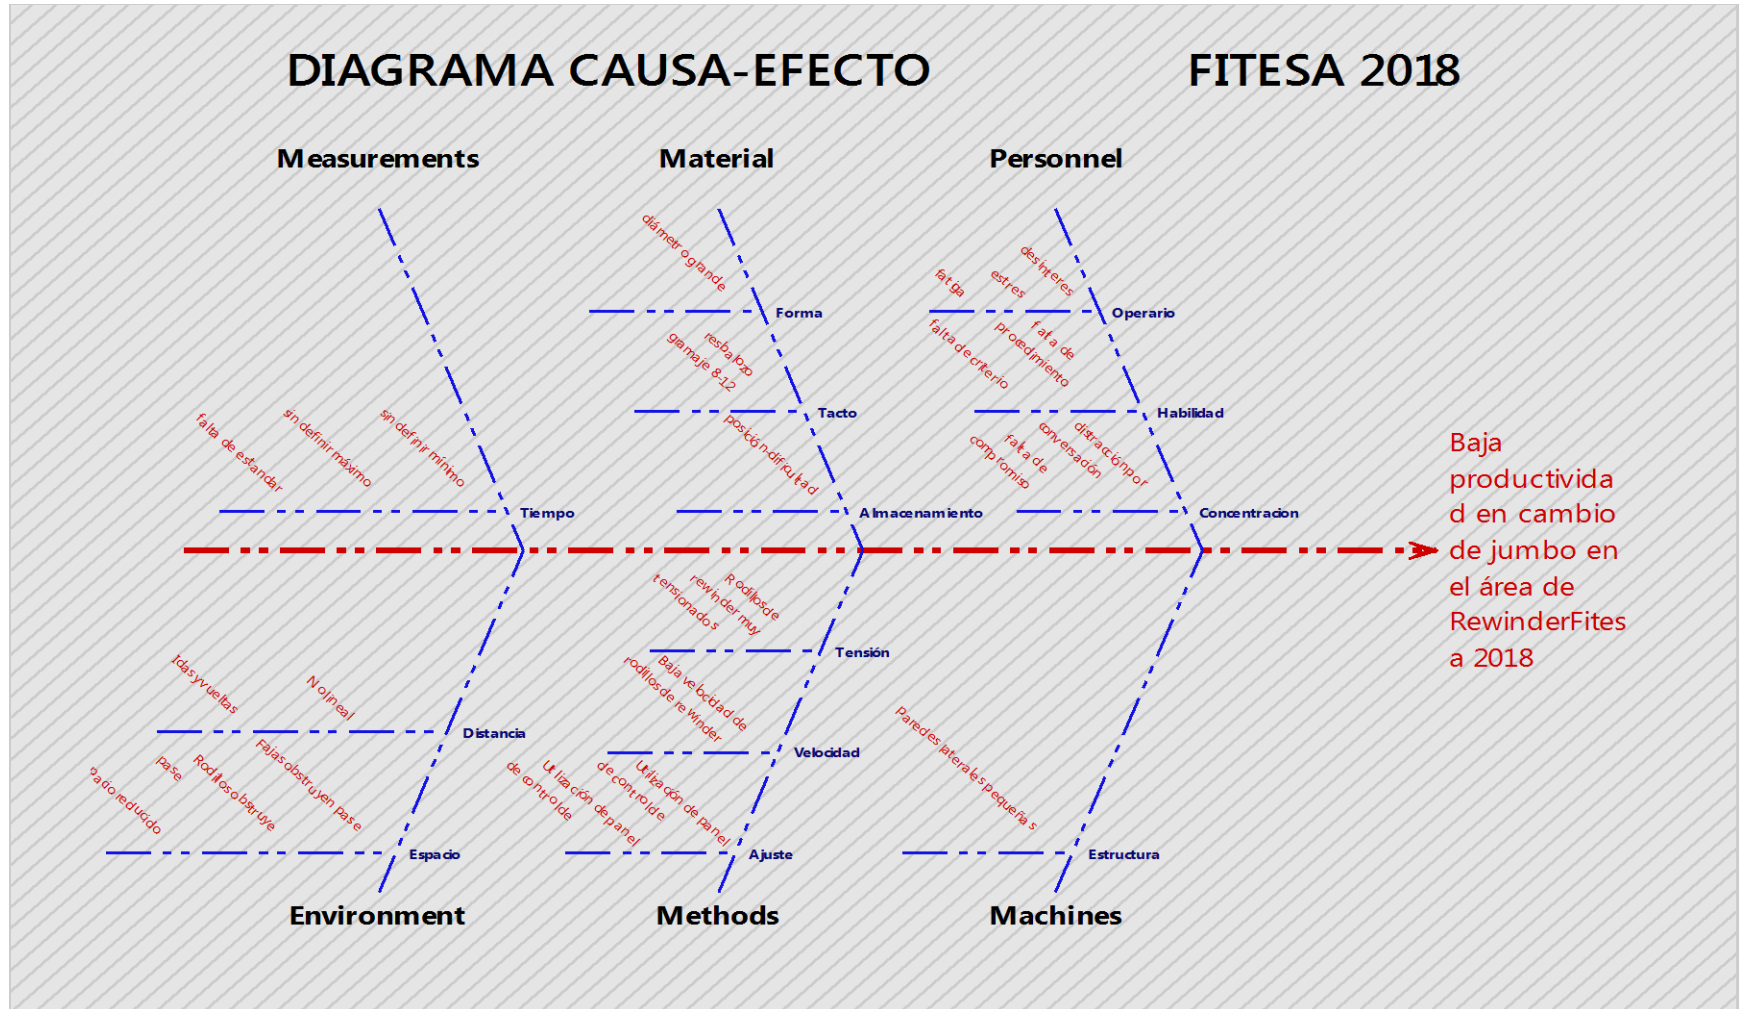 DIAGRAMA CAUSA-EFECTO
FITESA 2018
Measurements
Material
Personnel
diámetro grande
Forma
resbalozo
gramaje 8-12
Tacto
posición-dificultad
Almacenamiento
fatiga
estres
desinteres
Operario
falta de criterio
falta de
procedimiento
Habilidad
falta de
compromiso
distracción por
conversación
Concentracion
falta de estandar
sin definir máximo
sin definir mínimo
Tiempo
Baja
productivida
d en cambio
de jumbo en
el área de
RewinderFites
a 2018
Idas y vueltas
No lineal
Distancia
reducido
Rodillos obstruye
pase
Fajas obstruyen pase
Espacio
Rodillos de
rewinder muy
tensionados
Tensión
Baja velocidad de
rodillos de reWinder
Velocidad
Utilización de panel
de control de
Utilización de panel
de control de
Ajuste
Paredes laterales pequeñas
Estructura
Environment
Methods
Machines